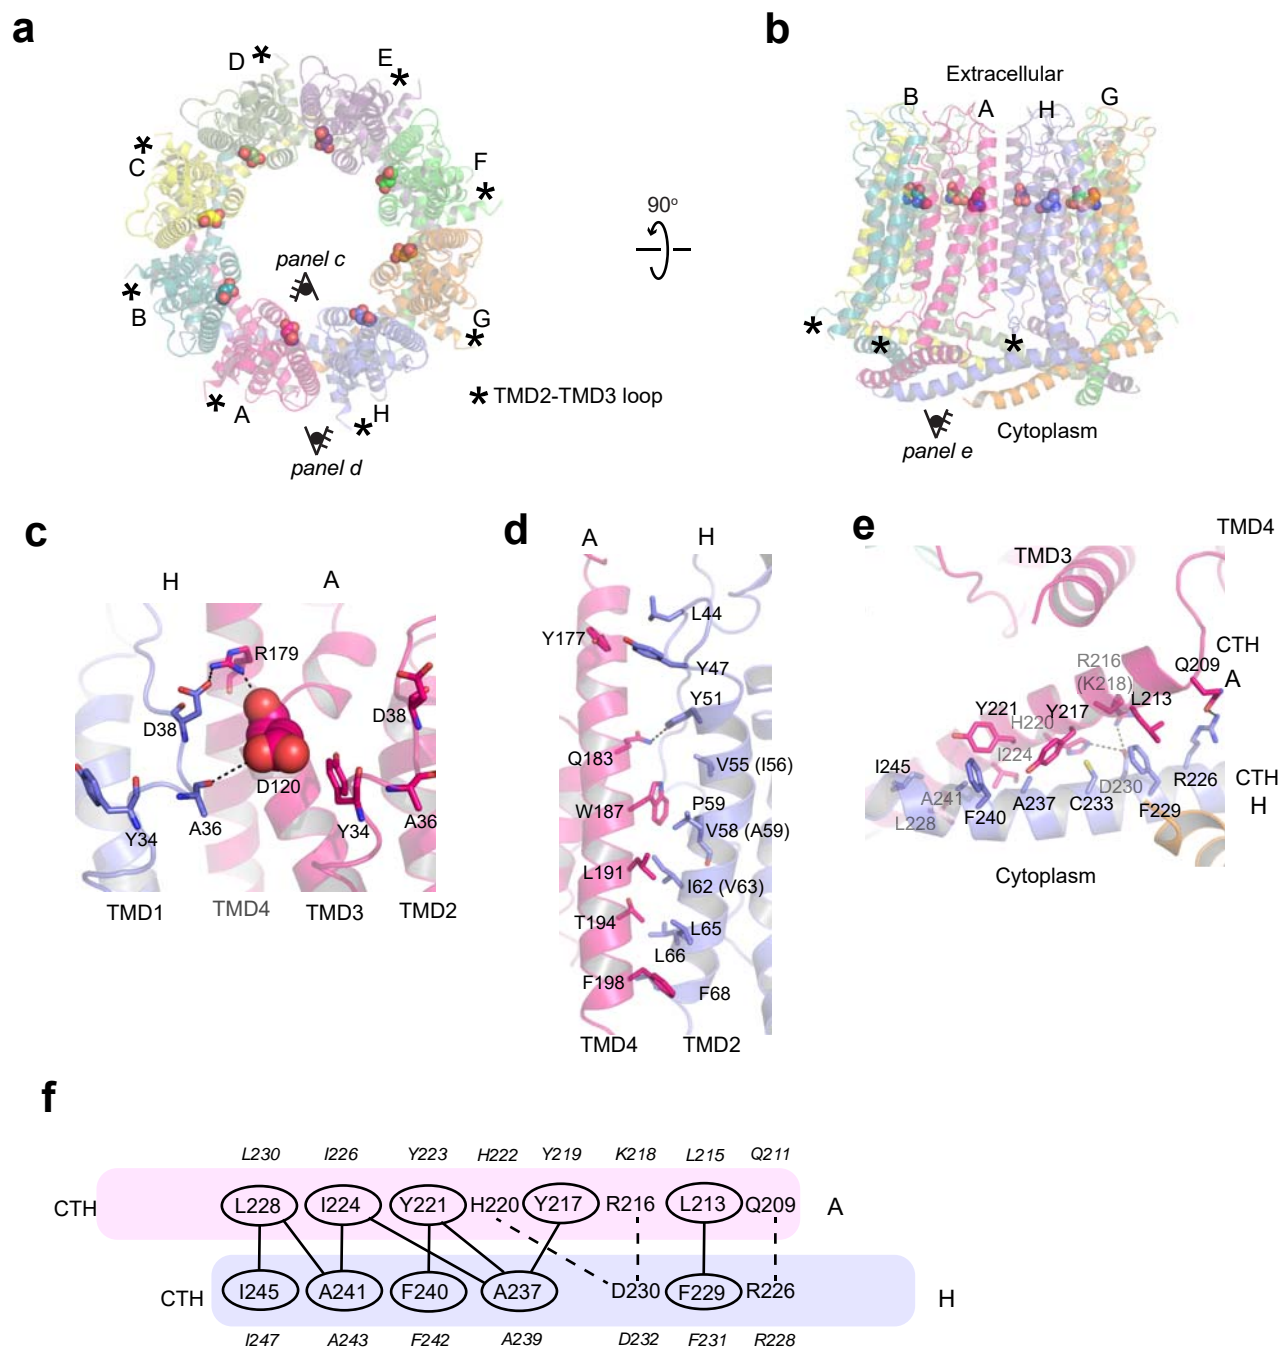 a
D * E *
C *
F *
B *
panel c
G *
A *
H *
panel d
* TMD2-TMD3 loop
90°
b
Extracellular
B A H G
* * *
Cytoplasm
panel e
c
H A
R179
D38
D38
D120
Y34 A36 Y34 A36
TMD1 TMD4 TMD3 TMD2
d
A H
L44
Y177
Y47
Y51
Q183
V55 (I56)
W187
P59
V58 (A59)
L191
I62 (V63)
T194
L65
L66
F198
F68
TMD4 TMD2
e
TMD4
TMD3
CTH
A
R216
(K218)
Q209
L213
Y221
Y217
H220
I224
I245
A241
L228
F240
A237
C233
D230
F229
R226
CTH
H
Cytoplasm
f
L230 I226 Y223 H222 Y219 K218 L215 Q211
CTH L228 I224 Y221 H220 Y217 R216 L213 Q209 A
CTH I245 A241 F240 A237 D230 F229 R226 H
I247 A243 F242 A239 D232 F231 R228